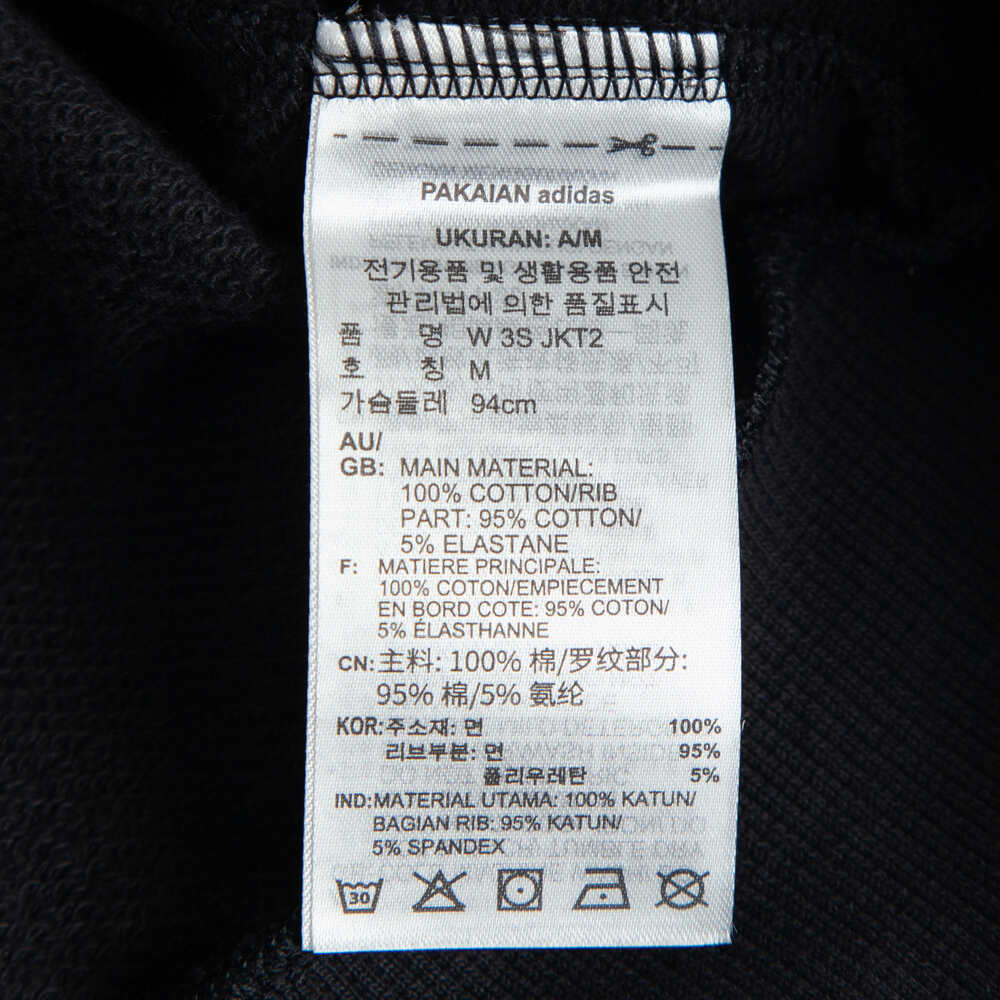 PAKAIAN adidas
UKURAN: A/M
전기용품 및 생활용품 안전
관리법에 의한 품질표시
품 명 W 3S JKT2
호 칭 M
가슴둘레 94cm
AU/
GB: MAIN MATERIAL:
100% COTTON/RIB
PART: 95% COTTON/
5% ELASTANE
F: MATIERE PRINCIPALE:
100% COTON/EMPIECEMENT
EN BORD COTE: 95% COTON/
5% ÉLASTHANNE
CN: 主料: 100% 棉/罗纹部分:
95% 棉/5% 氨纶
KOR: 주소재: 면 100%
리브부분: 면 95%
폴리우레탄 5%
IND: MATERIAL UTAMA: 100% KATUN/
BAGIAN RIB: 95% KATUN/
5% SPANDEX
30